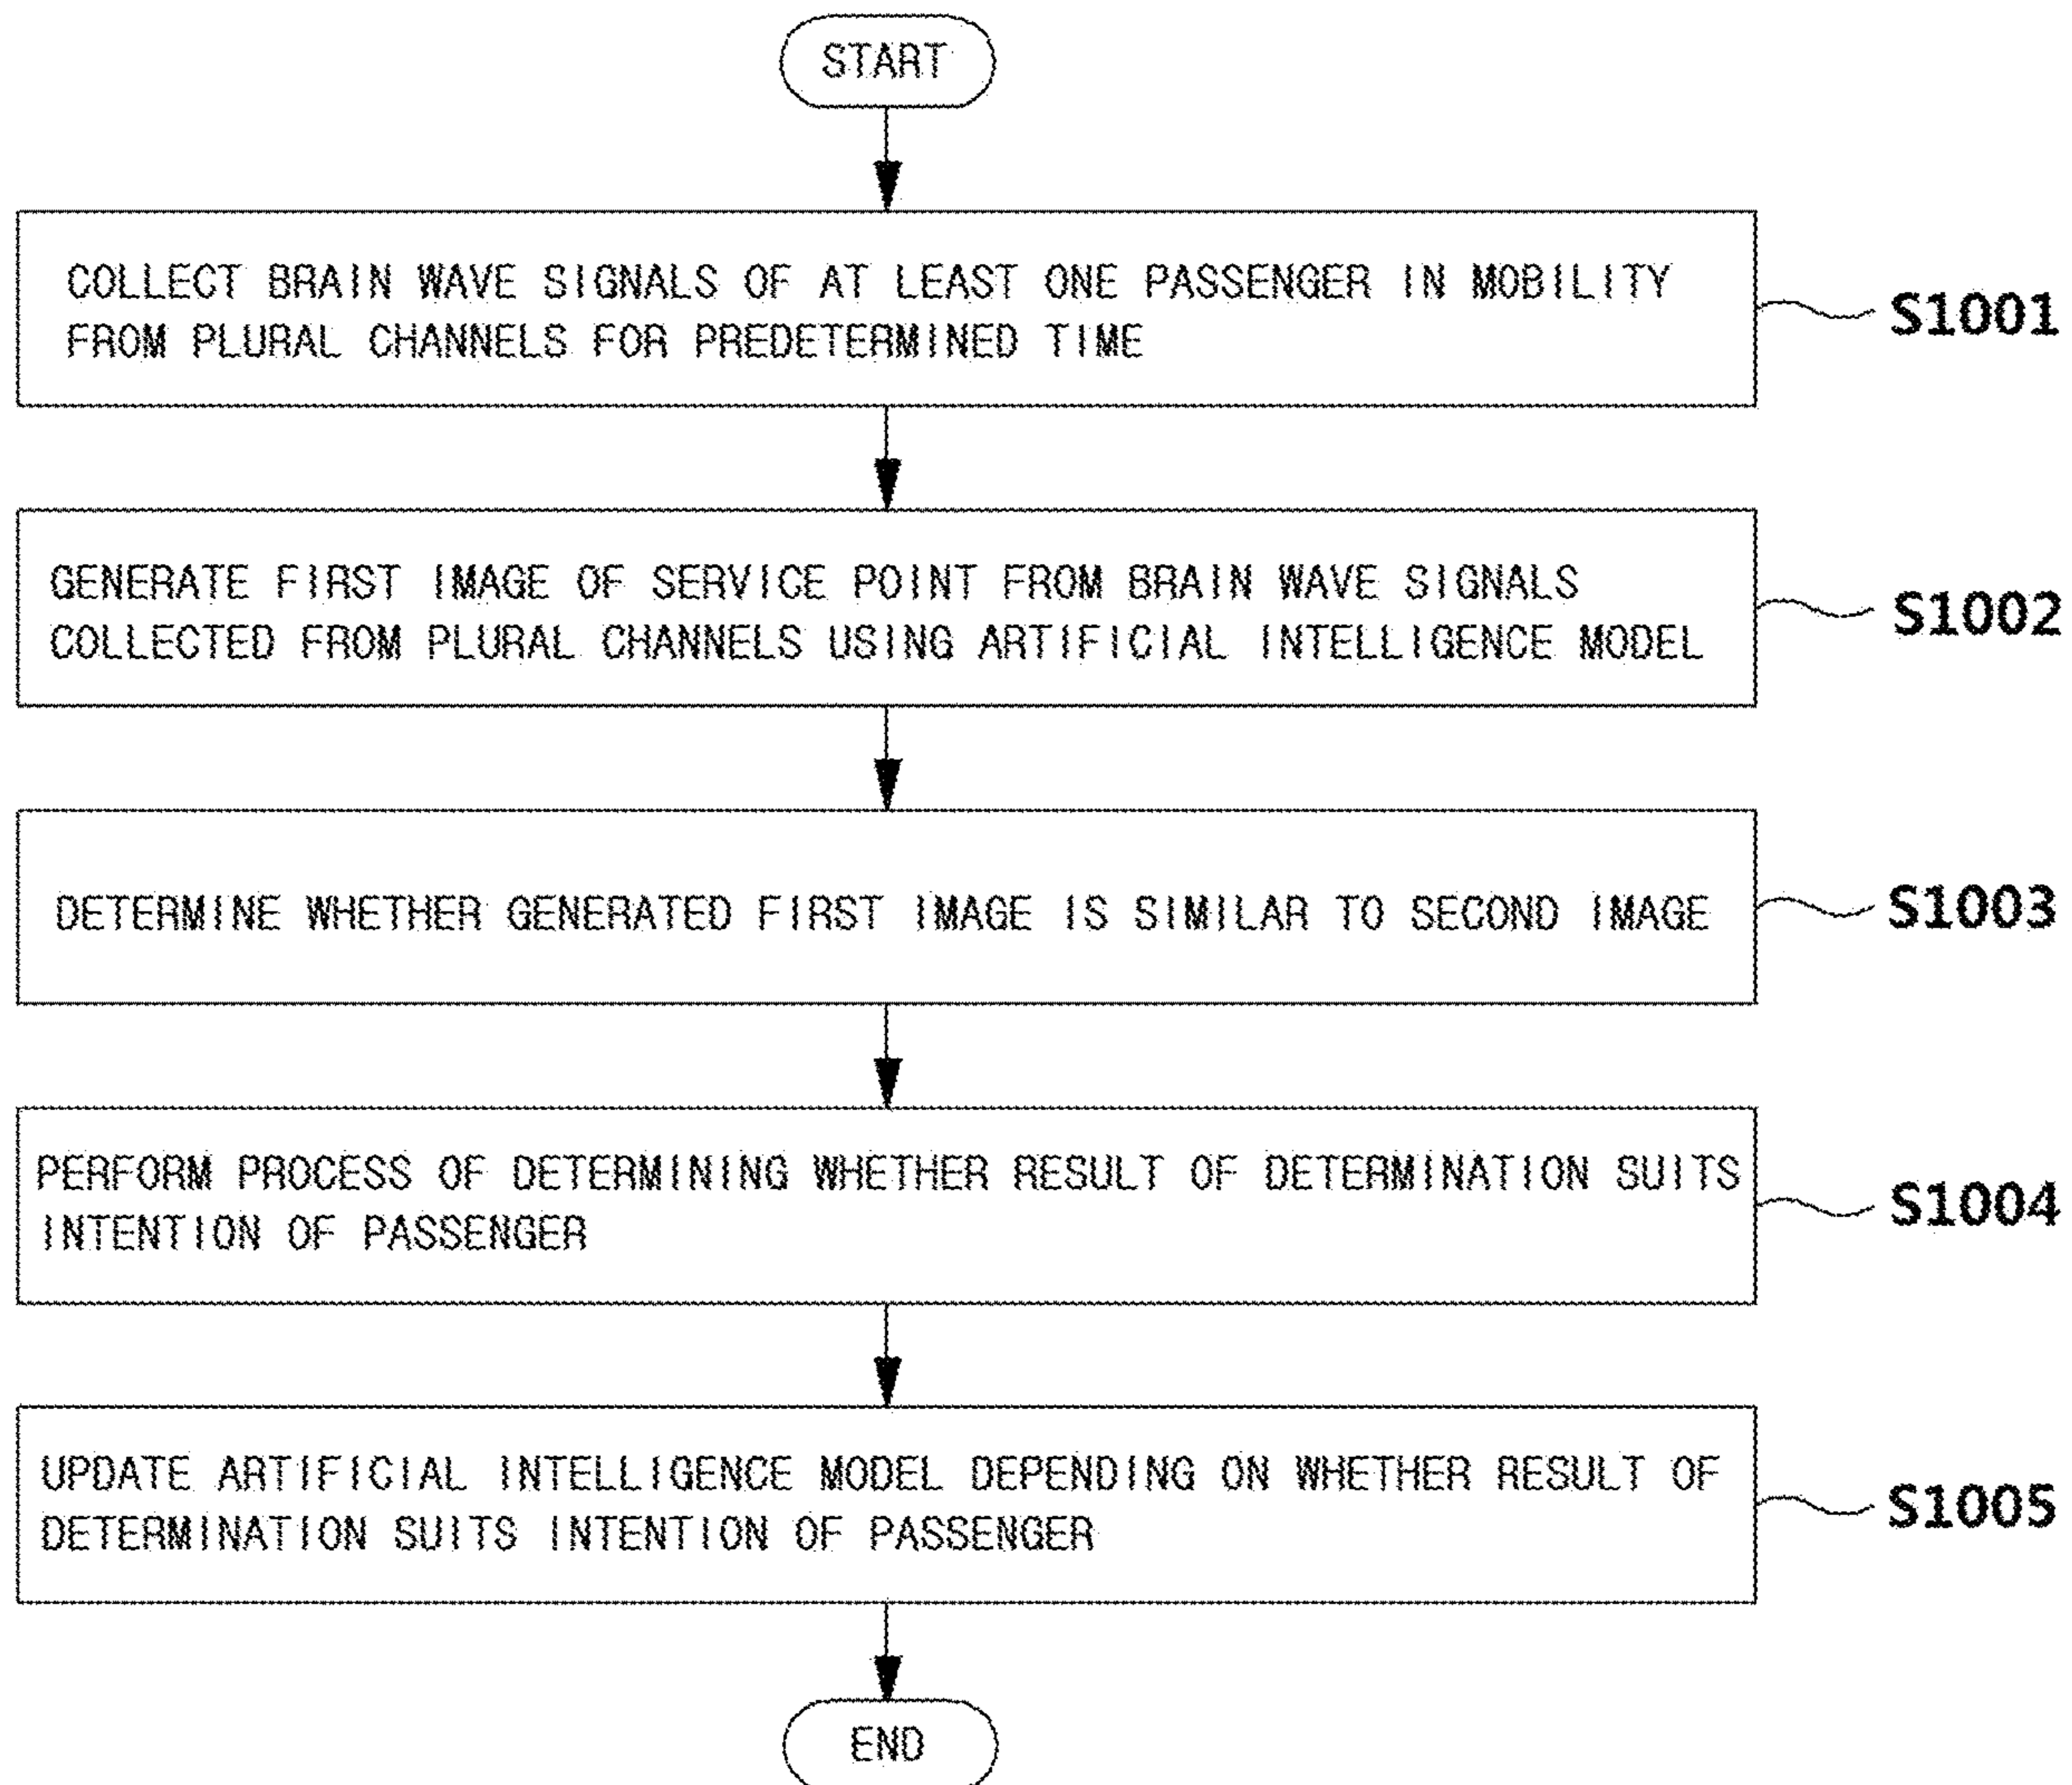 START
COLLECT BRAIN WAVE SIGNALS OF AT LEAST ONE PASSENGER IN MOBILITY
FROM PLURAL CHANNELS FOR PREDETERMINED TIME
S1001
GENERATE FIRST IMAGE OF SERVICE POINT FROM BRAIN WAVE SIGNALS
COLLECTED FROM PLURAL CHANNELS USING ARTIFICIAL INTELLIGENCE MODEL
S1002
DETERMINE WHETHER GENERATED FIRST IMAGE IS SIMILAR TO SECOND IMAGE
S1003
PERFORM PROCESS OF DETERMINING WHETHER RESULT OF DETERMINATION SUITS
INTENTION OF PASSENGER
S1004
UPDATE ARTIFICIAL INTELLIGENCE MODEL DEPENDING ON WHETHER RESULT OF
DETERMINATION SUITS INTENTION OF PASSENGER
S1005
END